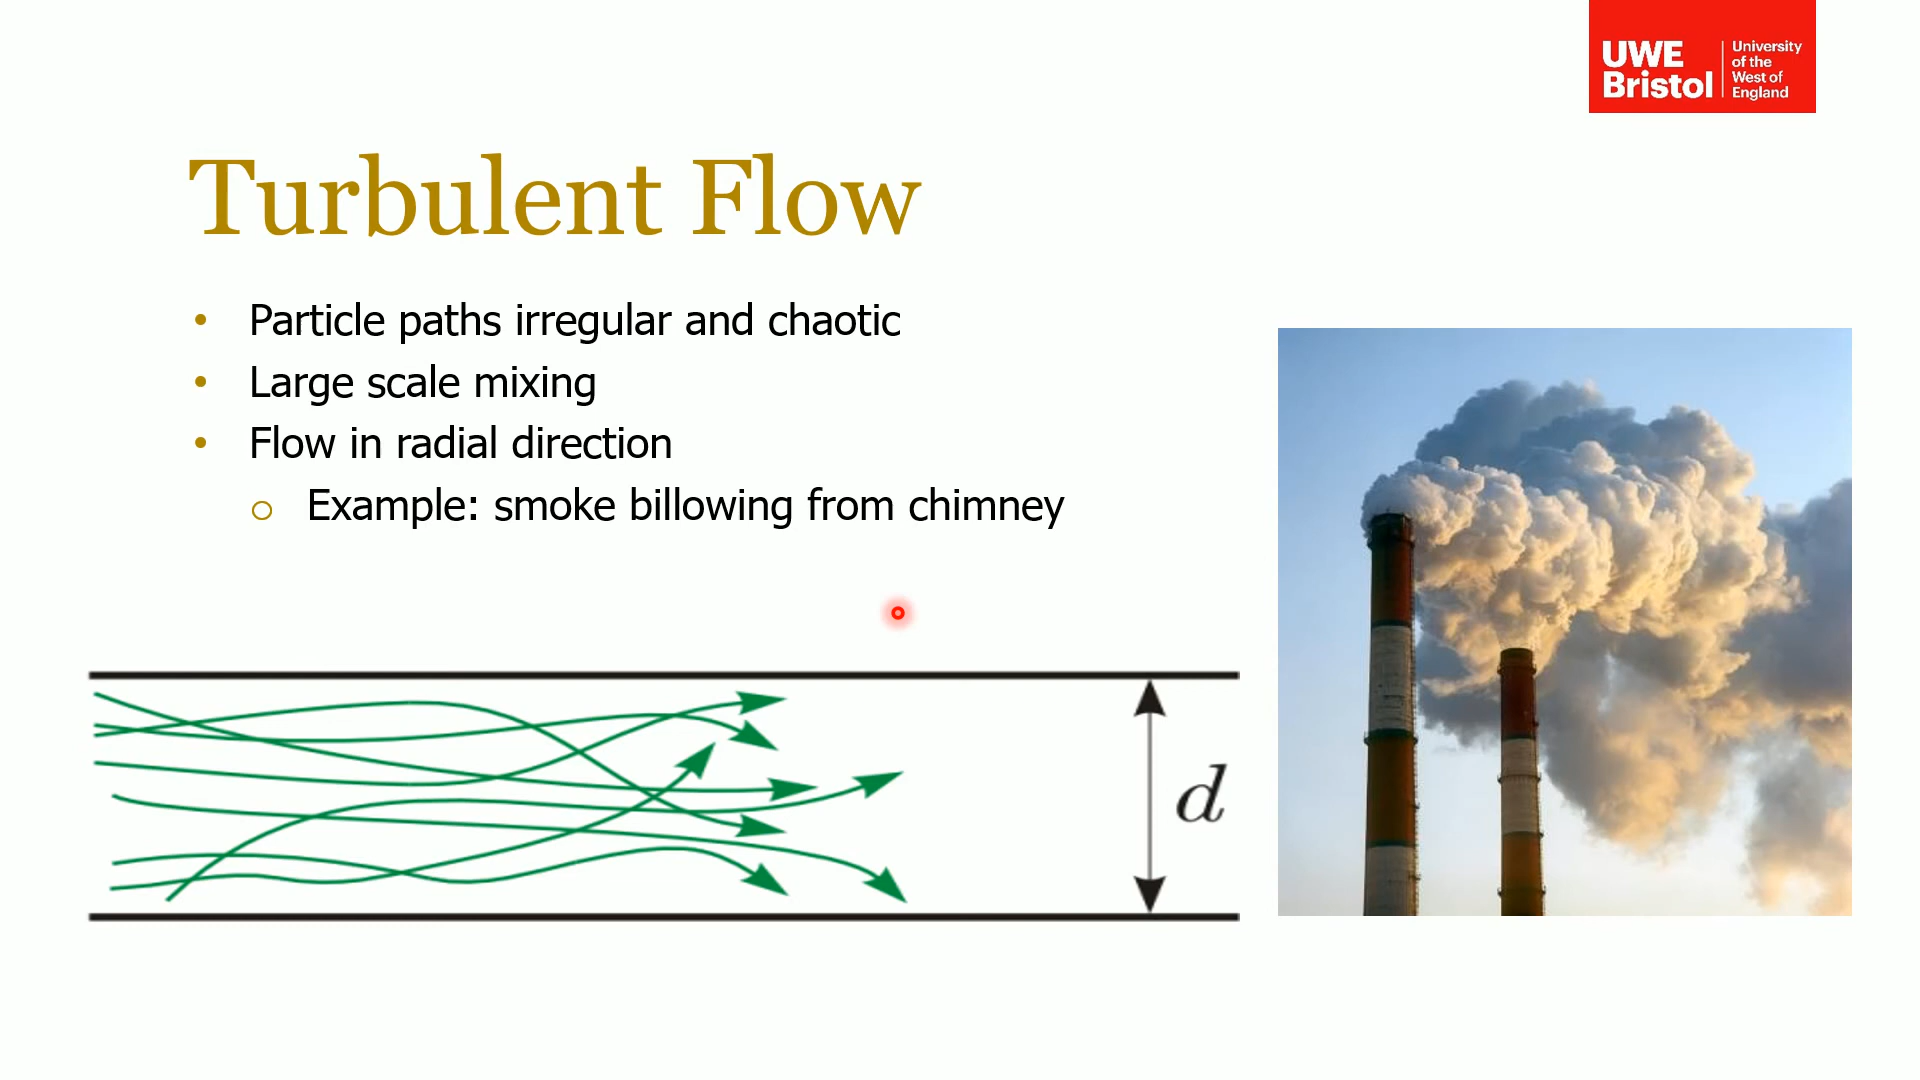 UWE
Bristol
University
of the
West of
England
Turbulent Flow
• Particle paths irregular and chaotic
• Large scale mixing
• Flow in radial direction
o Example: smoke billowing from chimney
d